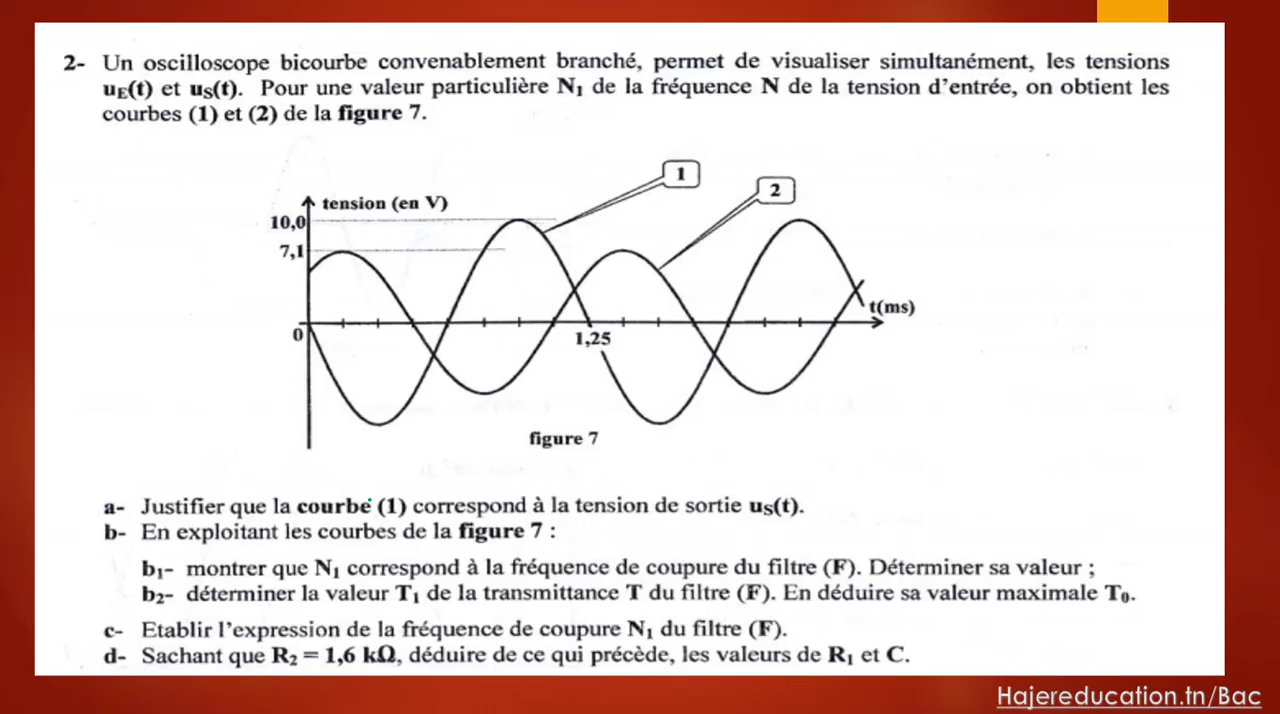 2- Un oscilloscope bicourbe convenablement branché, permet de visualiser simultanément, les tensions
uE(t) et uS(t). Pour une valeur particulière N1 de la fréquence N de la tension d'entrée, on obtient les
courbes (1) et (2) de la figure 7.
1
2
tension (en V)
10,0
7,1
t(ms)
0
1,25
figure 7
a- Justifier que la courbe (1) correspond à la tension de sortie uS(t).
b- En exploitant les courbes de la figure 7 :
b1- montrer que N1 correspond à la fréquence de coupure du filtre (F). Déterminer sa valeur ;
b2- déterminer la valeur T1 de la transmittance T du filtre (F). En déduire sa valeur maximale T0.
c- Etablir l'expression de la fréquence de coupure N1 du filtre (F).
d- Sachant que R2 = 1,6 kΩ, déduire de ce qui précède, les valeurs de R1 et C.
Hajereducation.tn/Bac